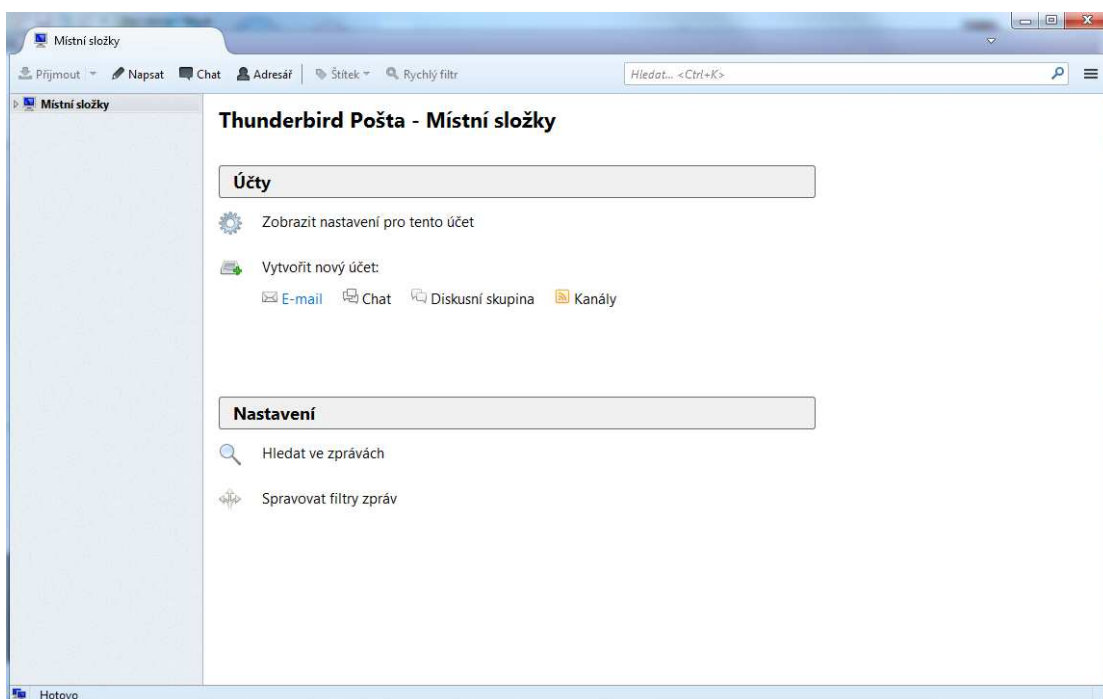 Místní složky
Přijmout Napsat Chat Adresář Štítek Rychlý filtr Hledat... <Ctrl+K>
Místní složky
Thunderbird Pošta - Místní složky
Účty
Zobrazit nastavení pro tento účet
Vytvořit nový účet:
E-mail Chat Diskusní skupina Kanály
Nastavení
Hledat ve zprávách
Spravovat filtry zpráv
Hotovo